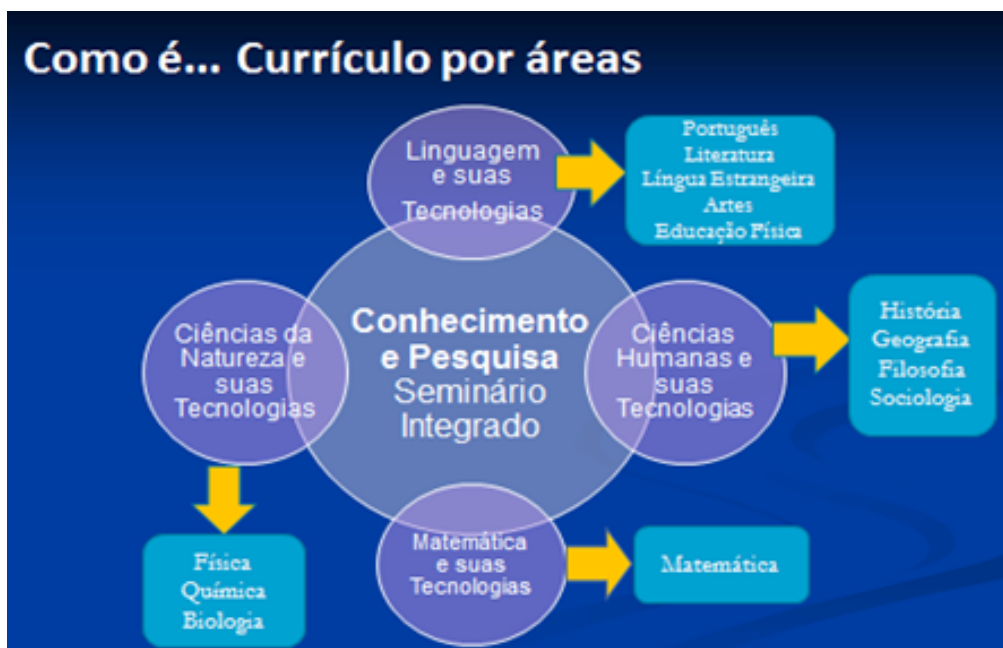 Como é... Currículo por áreas
Linguagem
e suas
Tecnologias
Português
Literatura
Língua Estrangeira
Artes
Educação Física
Conhecimento
e Pesquisa
Seminário
Integrado
Ciências da
Natureza e
suas
Tecnologias
Ciências
Humanas e
suas
Tecnologias
História
Geografia
Filosofia
Sociologia
Matemática
e suas
Tecnologias
Matemática
Física
Química
Biologia